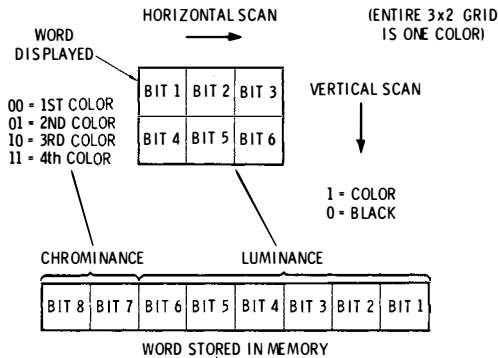 HORIZONTAL SCAN
(ENTIRE 3x2 GRID
IS ONE COLOR)
WORD
DISPLAYED
BIT 1 BIT 2 BIT 3
BIT 4 BIT 5 BIT 6
VERTICAL SCAN
00 = 1ST COLOR
01 = 2ND COLOR
10 = 3RD COLOR
11 = 4th COLOR
1 = COLOR
0 = BLACK
CHROMINANCE
LUMINANCE
BIT 8 BIT 7 BIT 6 BIT 5 BIT 4 BIT 3 BIT 2 BIT 1
WORD STORED IN MEMORY